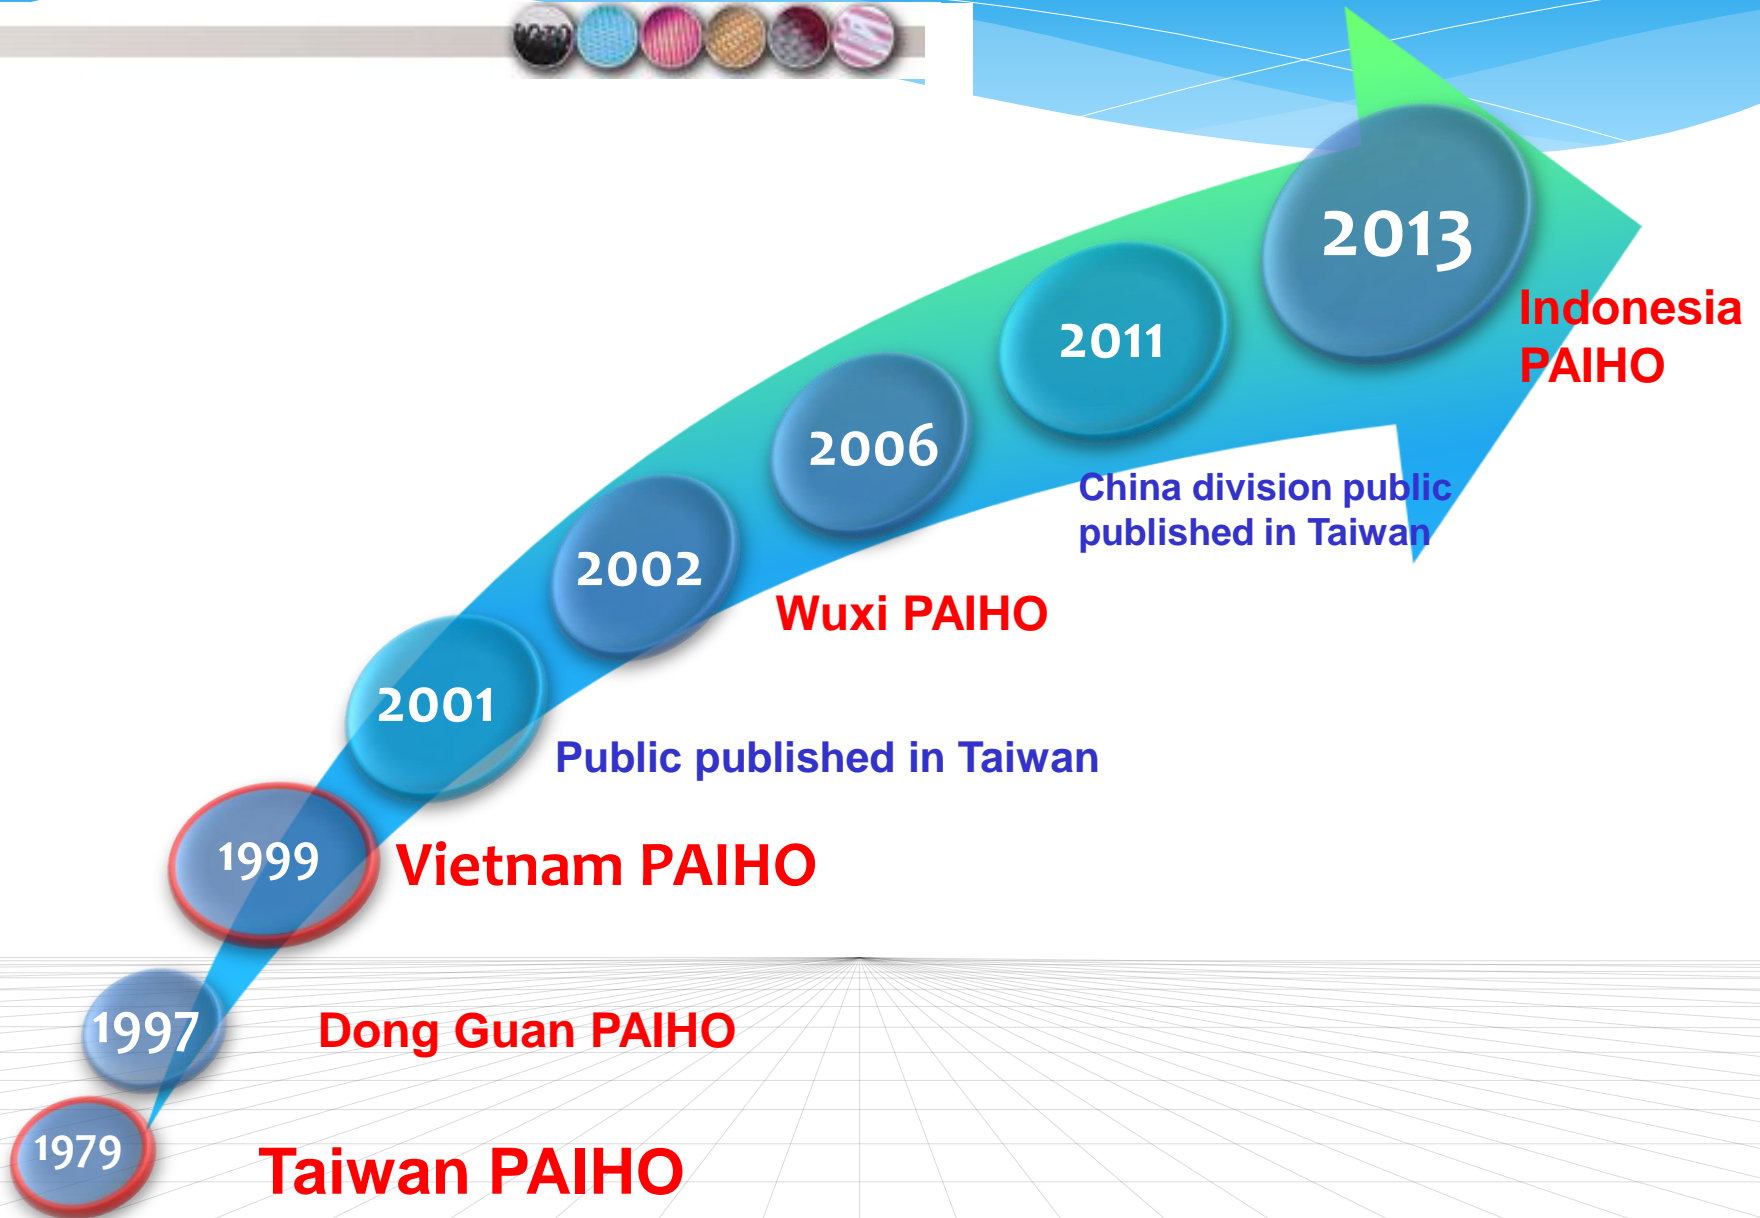 2013
Indonesia
PAIHO
2011
China division public
published in Taiwan
2006
2002
Wuxi PAIHO
2001
Public published in Taiwan
1999
Vietnam PAIHO
1997
Dong Guan PAIHO
1979
Taiwan PAIHO